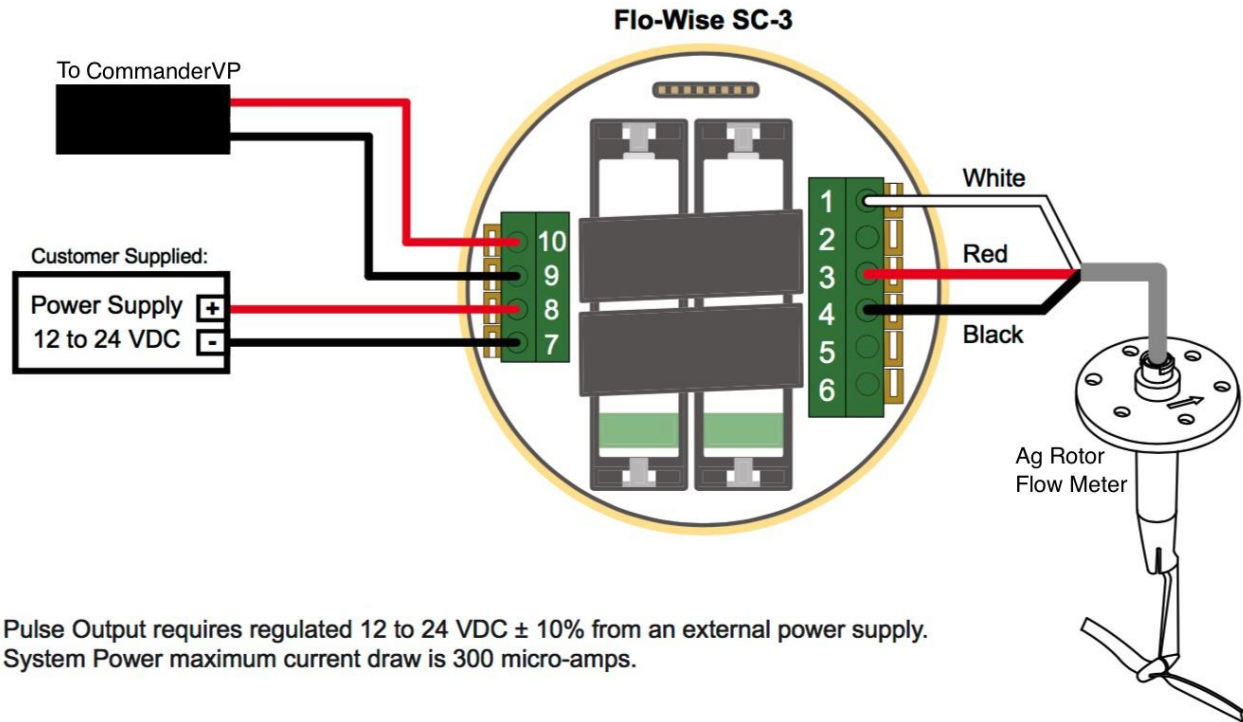 Flo-Wise SC-3
To CommanderVP
Customer Supplied:
Power Supply +
12 to 24 VDC -
10
9
8
7
1
2
3
4
5
6
White
Red
Black
Ag Rotor
Flow Meter
Pulse Output requires regulated 12 to 24 VDC ± 10% from an external power supply.
System Power maximum current draw is 300 micro-amps.